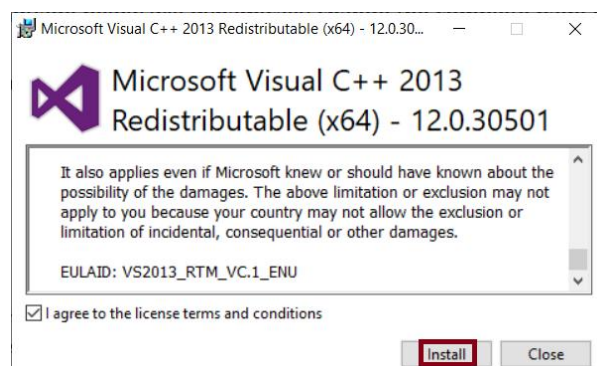 Microsoft Visual C++ 2013 Redistributable (x64) - 12.0.30...
Microsoft Visual C++ 2013
Redistributable (x64) - 12.0.30501
It also applies even if Microsoft knew or should have known about the
possibility of the damages. The above limitation or exclusion may not
apply to you because your country may not allow the exclusion or
limitation of incidental, consequential or other damages.
EULAID: VS2013_RTM_VC.1_ENU
I agree to the license terms and conditions
Install Close